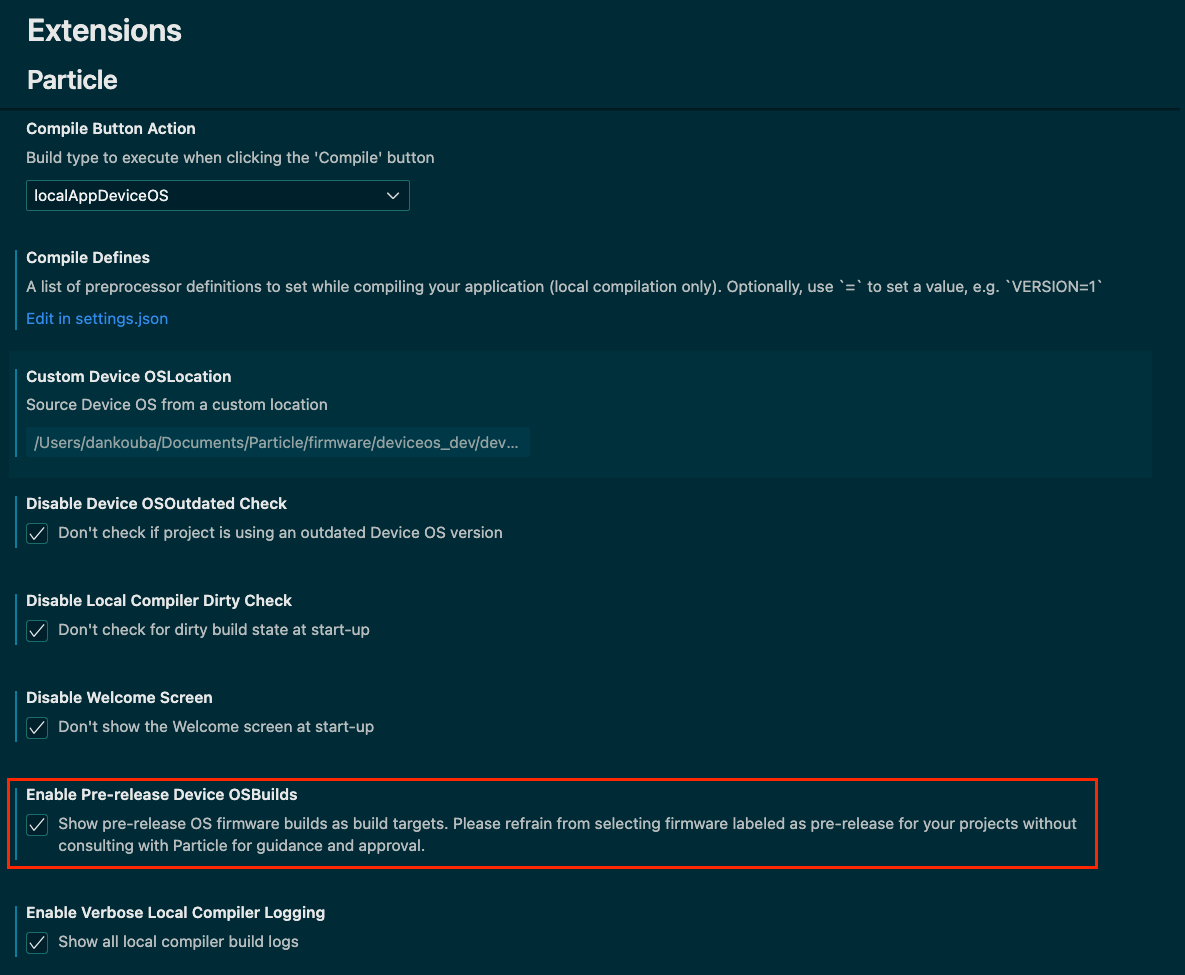 Extensions
Particle
Compile Button Action
Build type to execute when clicking the 'Compile' button
localAppDeviceOS
Compile Defines
A list of preprocessor definitions to set while compiling your application (local compilation only). Optionally, use `=` to set a value, e.g. `VERSION=1`
Edit in settings.json
Custom Device OSLocation
Source Device OS from a custom location
/Users/dankouba/Documents/Particle/firmware/deviceos_dev/dev...
Disable Device OSOutdated Check
Don't check if project is using an outdated Device OS version
Disable Local Compiler Dirty Check
Don't check for dirty build state at start-up
Disable Welcome Screen
Don't show the Welcome screen at start-up
Enable Pre-release Device OSBuilds
Show pre-release OS firmware builds as build targets. Please refrain from selecting firmware labeled as pre-release for your projects without
consulting with Particle for guidance and approval.
Enable Verbose Local Compiler Logging
Show all local compiler build logs